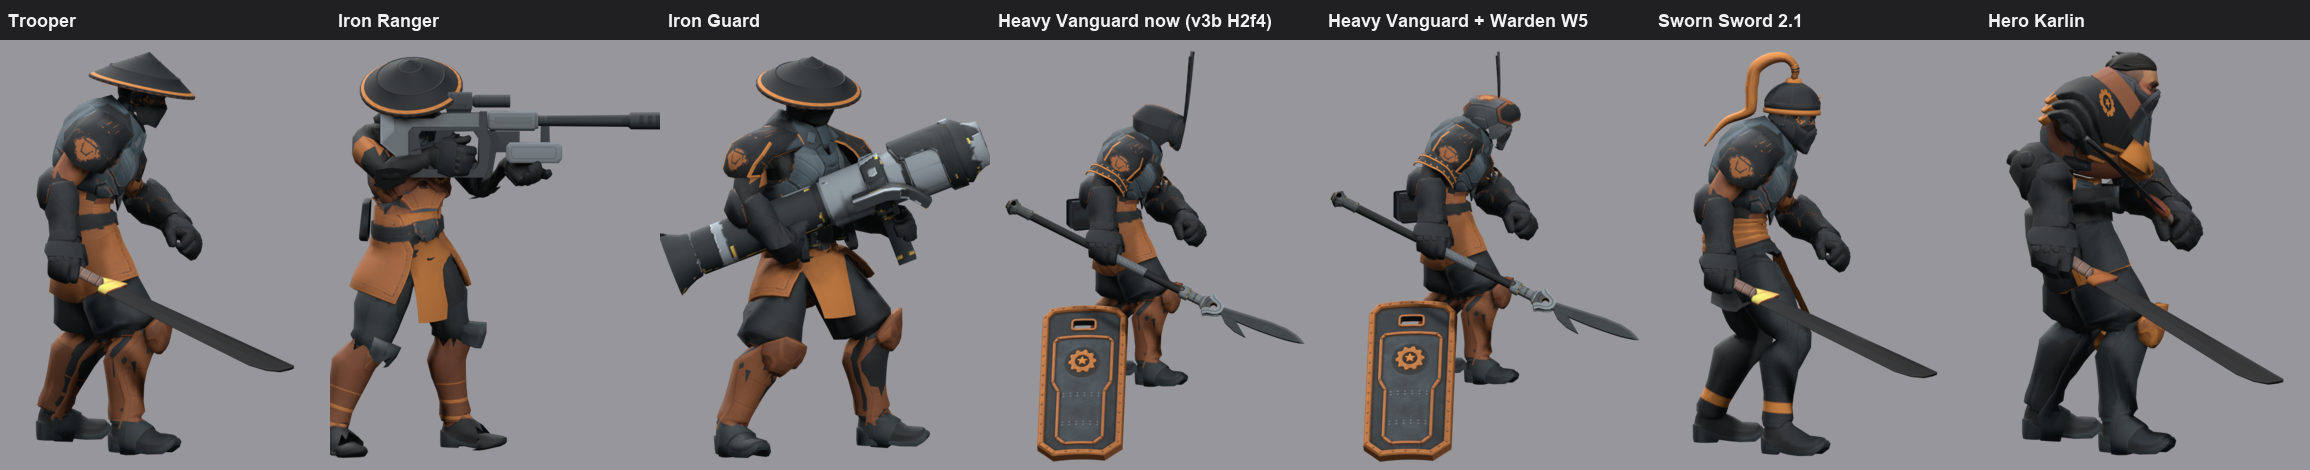 Trooper
Iron Ranger
Iron Guard
Heavy Vanguard now (v3b H2f4)
Heavy Vanguard + Warden W5
Sworn Sword 2.1
Hero Karlin